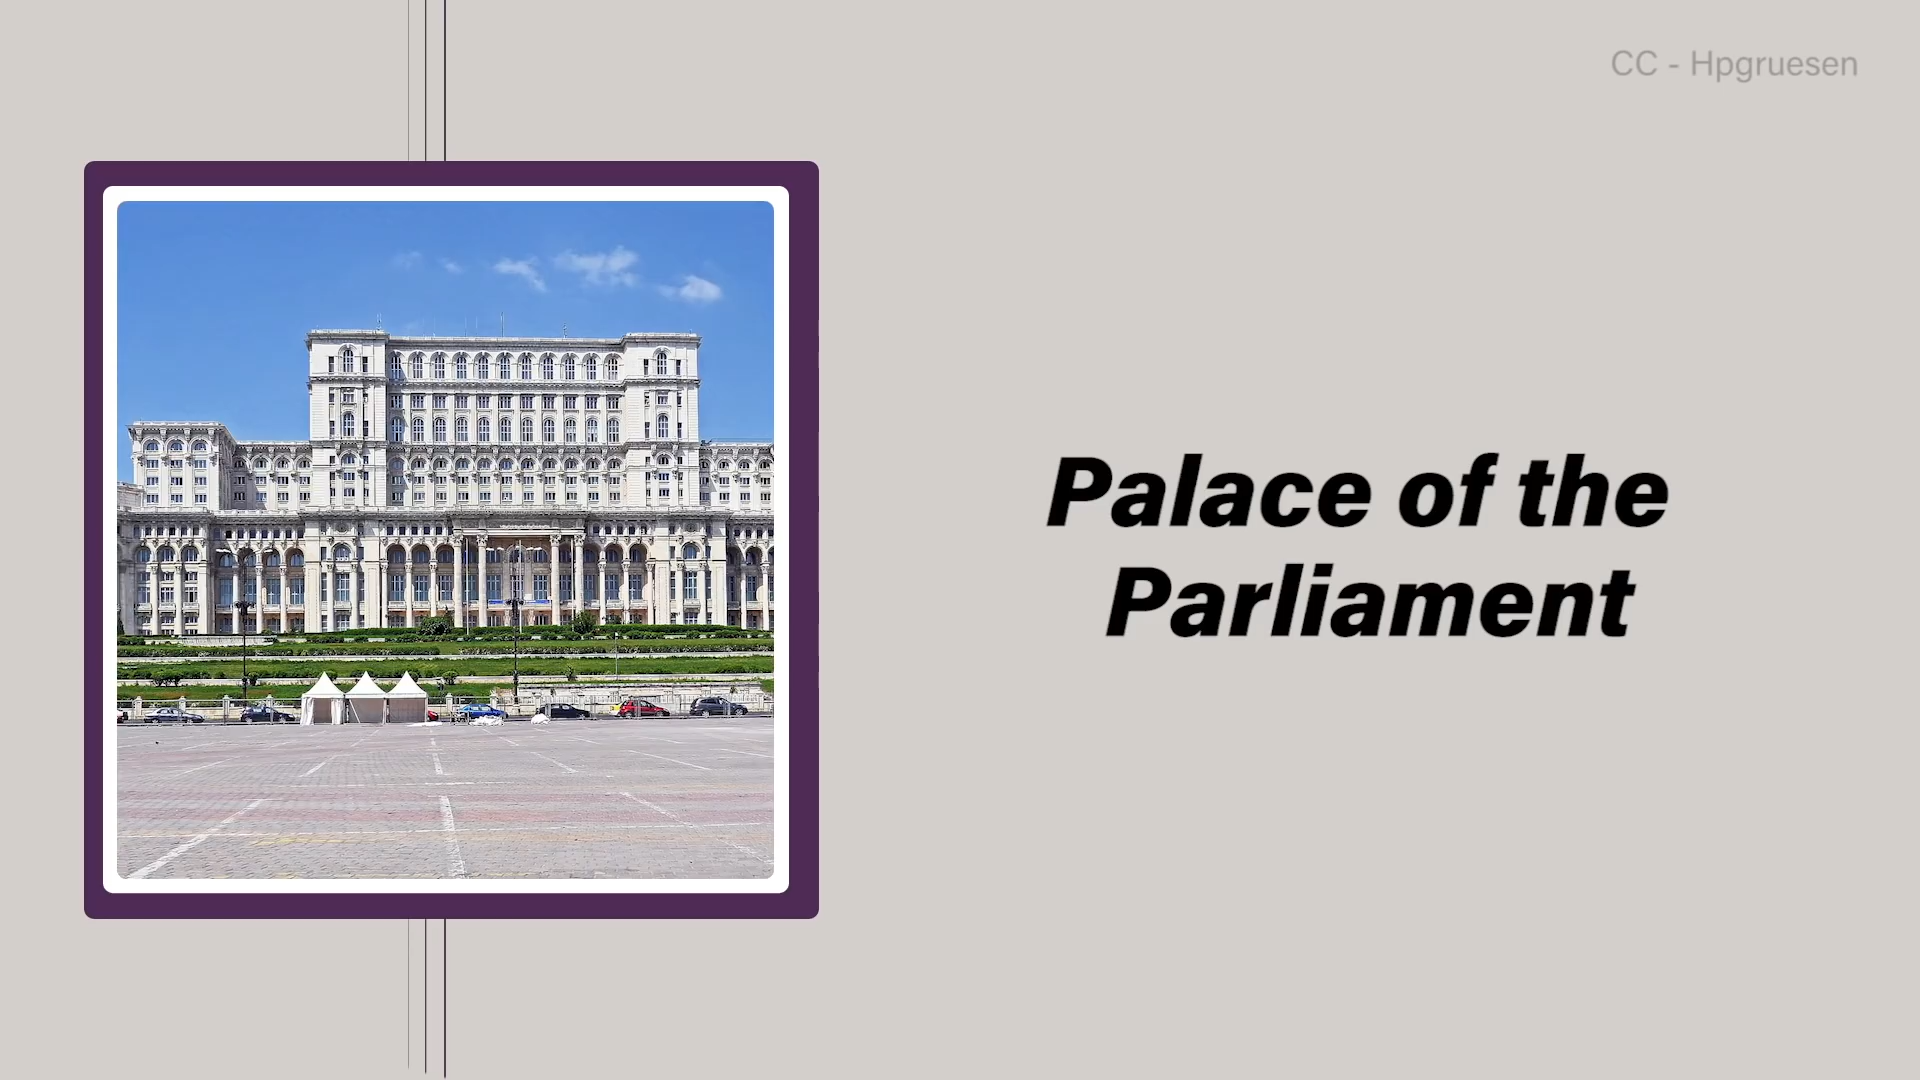 CC - Hpgruesen
Palace of the
Parliament